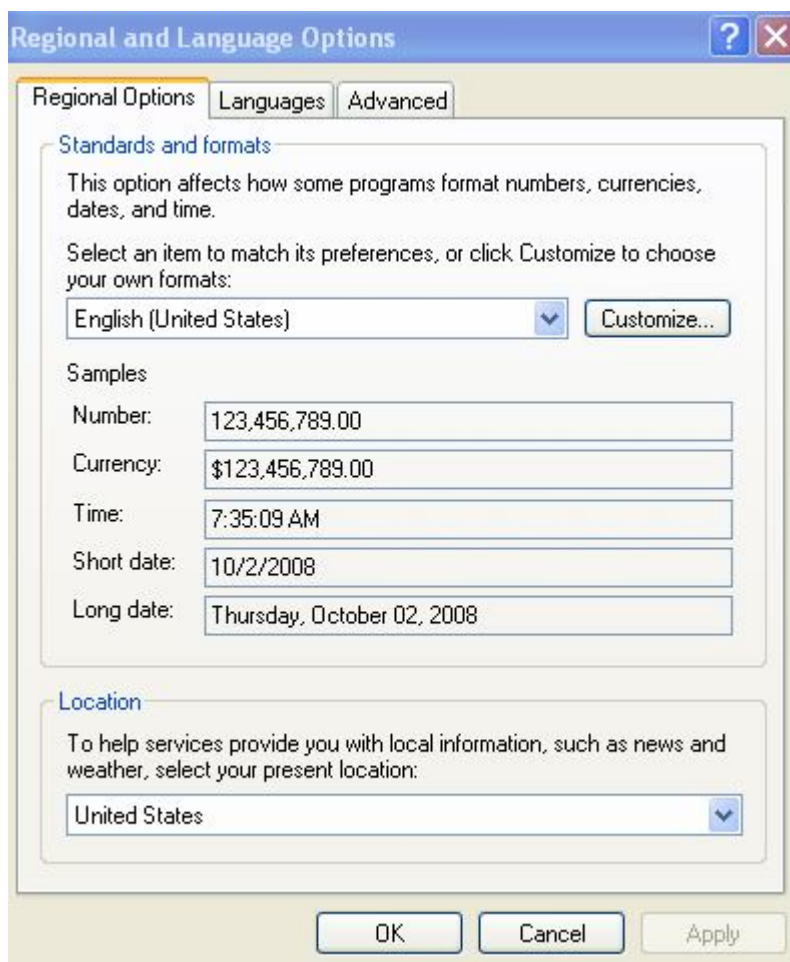 Regional and Language Options
Regional Options Languages Advanced
Standards and formats
This option affects how some programs format numbers, currencies,
dates, and time.
Select an item to match its preferences, or click Customize to choose
your own formats:
English (United States) Customize...
Samples
Number: 123,456,789.00
Currency: $123,456,789.00
Time: 7:35:09 AM
Short date: 10/2/2008
Long date: Thursday, October 02, 2008
Location
To help services provide you with local information, such as news and
weather, select your present location:
United States
OK Cancel Apply